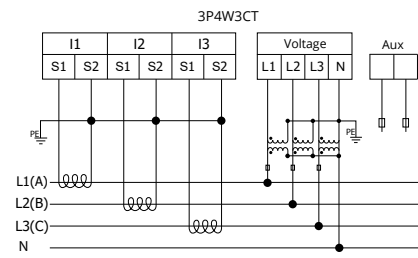 3P4W3CT
I1 I2 I3 Voltage Aux
S1 S2 S1 S2 S1 S2 L1 L2 L3 N
PE PE
L1(A)
L2(B)
L3(C)
N